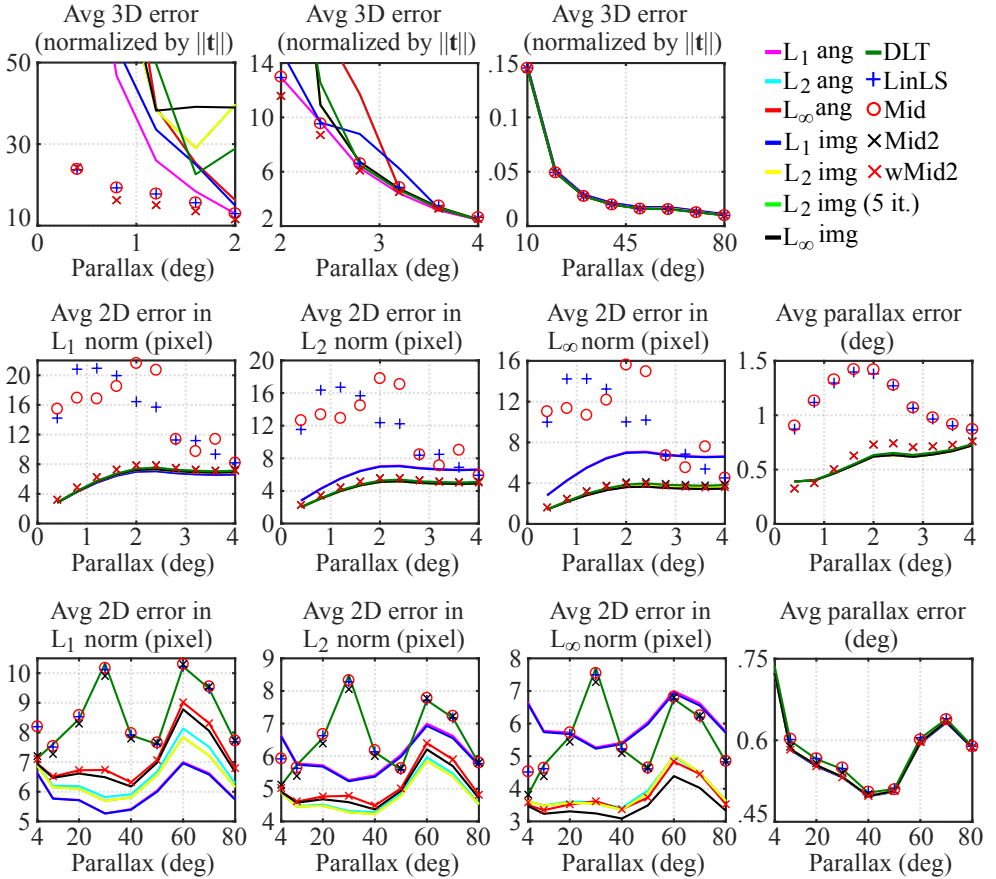 Avg 3D error
(normalized by ||t||)
50
30
10
0
1
2
Parallax (deg)
Avg 3D error
(normalized by ||t||)
14
10
6
2
2
3
4
Parallax (deg)
Avg 3D error
(normalized by ||t||)
.15
0.1
0.05
0
10
45
80
Parallax (deg)
L₁ ang
L₂ ang
L∞ ang
L₁ img
L₂ img
L₂ img (5 it.)
L∞ img
DLT
LinLS
Mid
Mid2
wMid2
Avg 2D error in
L₁ norm (pixel)
20
16
12
8
4
0
0
1
2
3
4
Parallax (deg)
Avg 2D error in
L₂ norm (pixel)
20
16
12
8
4
0
0
1
2
3
4
Parallax (deg)
Avg 2D error in
L∞ norm (pixel)
16
12
8
4
0
0
1
2
3
4
Parallax (deg)
Avg parallax error
(deg)
1.5
1
0.5
0
0
1
2
3
4
Parallax (deg)
Avg 2D error in
L₁ norm (pixel)
10
9
8
7
6
5
4
20
40
60
80
Parallax (deg)
Avg 2D error in
L₂ norm (pixel)
9
8
7
6
5
4
4
20
40
60
80
Parallax (deg)
Avg 2D error in
L∞ norm (pixel)
8
7
6
5
4
3
4
20
40
60
80
Parallax (deg)
Avg parallax error
(deg)
.75
0.6
.45
4
20
40
60
80
Parallax (deg)